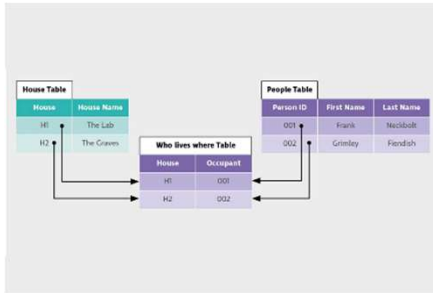 House Table
House House Name
H1 The Lab
H2 The Graves
People Table
Person ID First Name Last Name
001 Frank Neckbolt
002 Grimley Fiendish
Who lives where Table
House Occupant
H1 001
H2 002